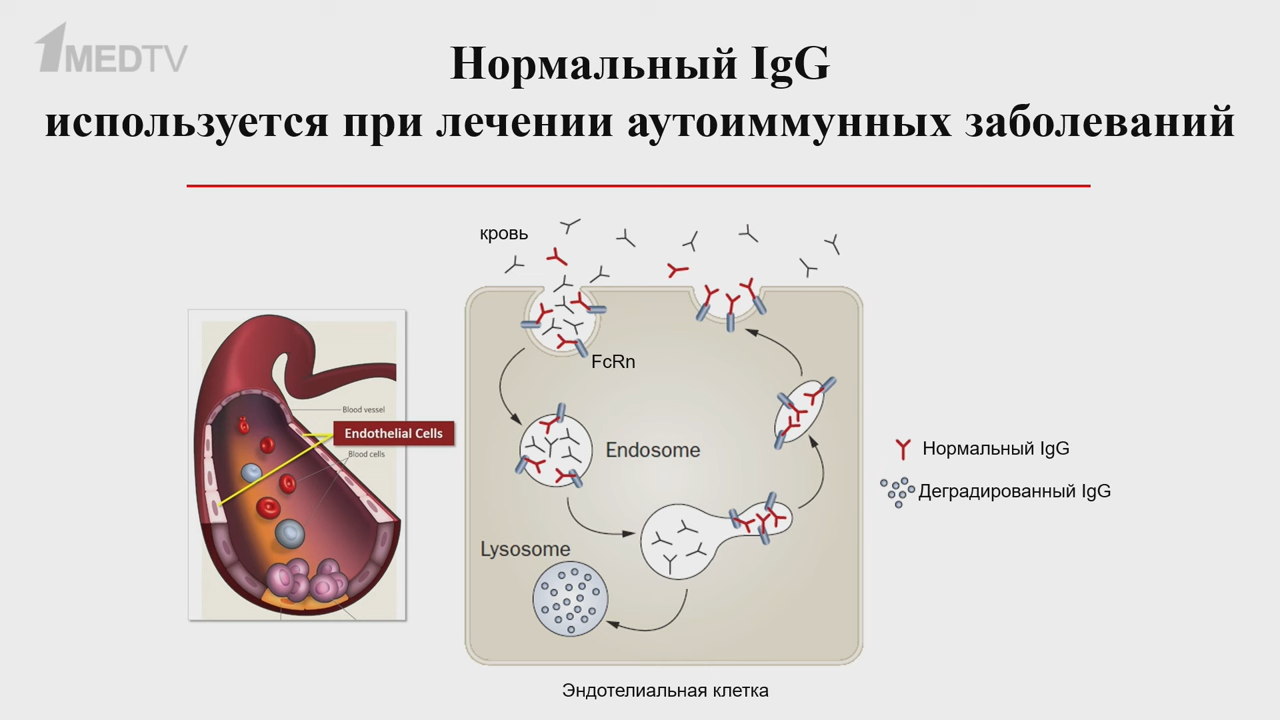 1MEDTV
Нормальный IgG
используется при лечении аутоиммунных заболеваний
кровь
FcRn
Blood vessel
Endothelial Cells
Blood cells
Endosome
Нормальный IgG
Деградированный IgG
Lysosome
Эндотелиальная клетка